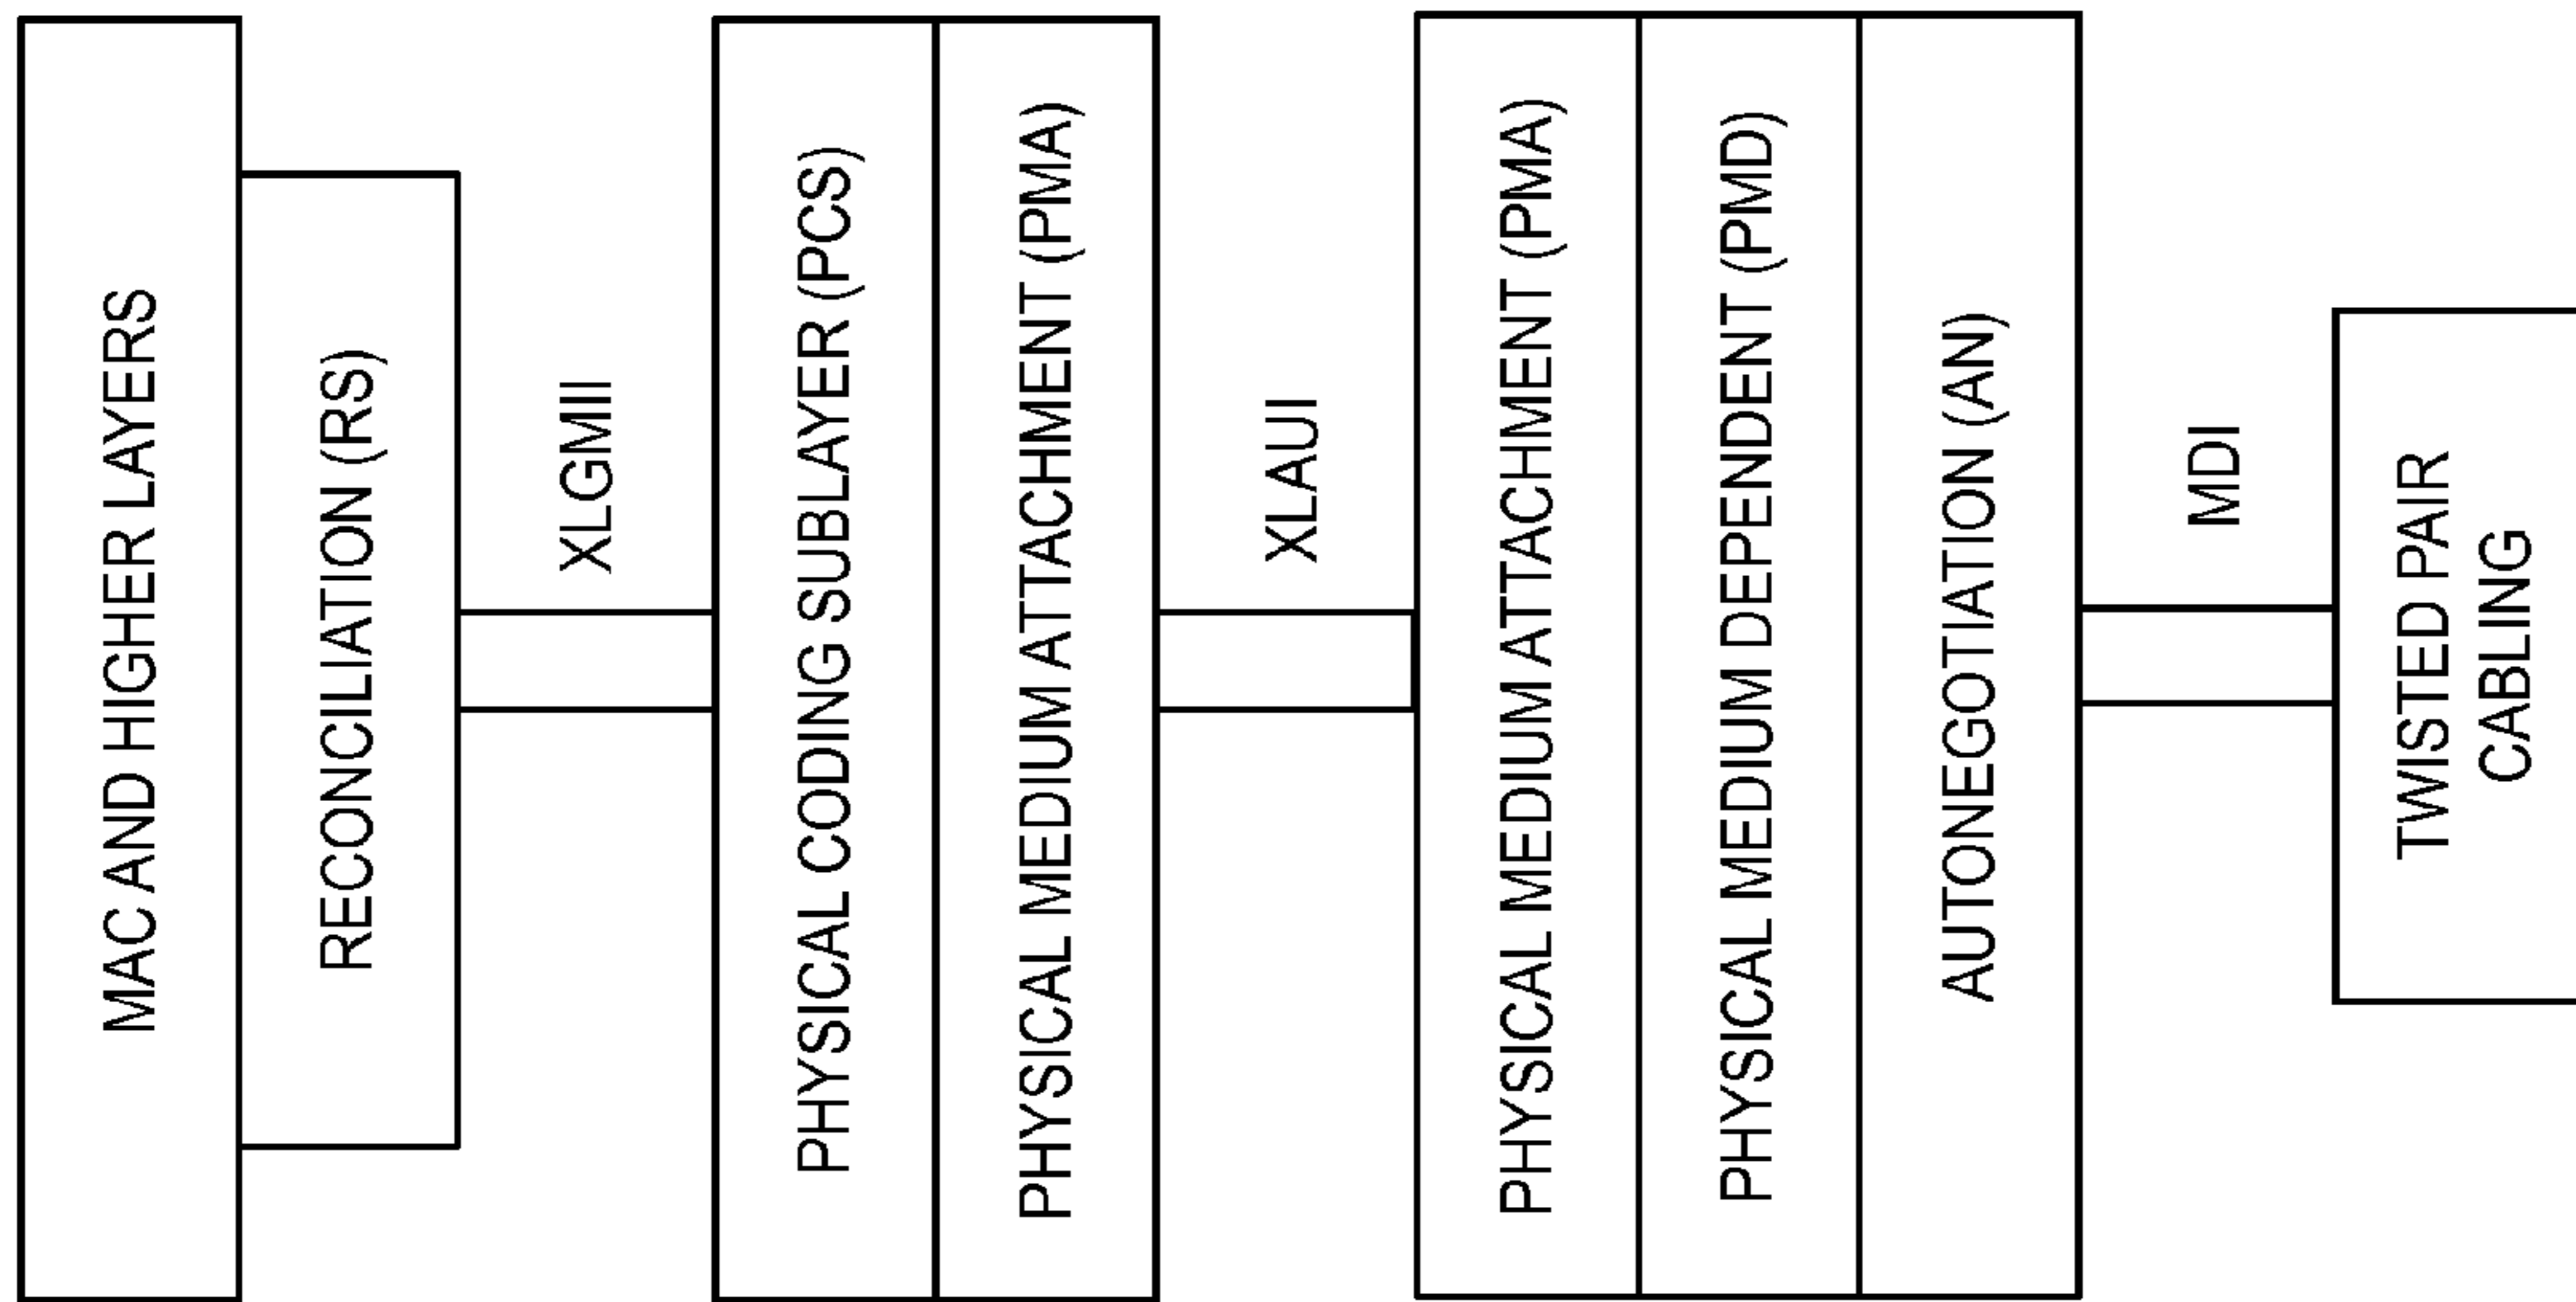 MAC AND HIGHER LAYERS
RECONCILIATION (RS)
XLGMII
PHYSICAL CODING SUBLAYER (PCS)
PHYSICAL MEDIUM ATTACHMENT (PMA)
XLAUI
PHYSICAL MEDIUM ATTACHMENT (PMA)
PHYSICAL MEDIUM DEPENDENT (PMD)
AUTONEGOTIATION (AN)
MDI
TWISTED PAIR
CABLING